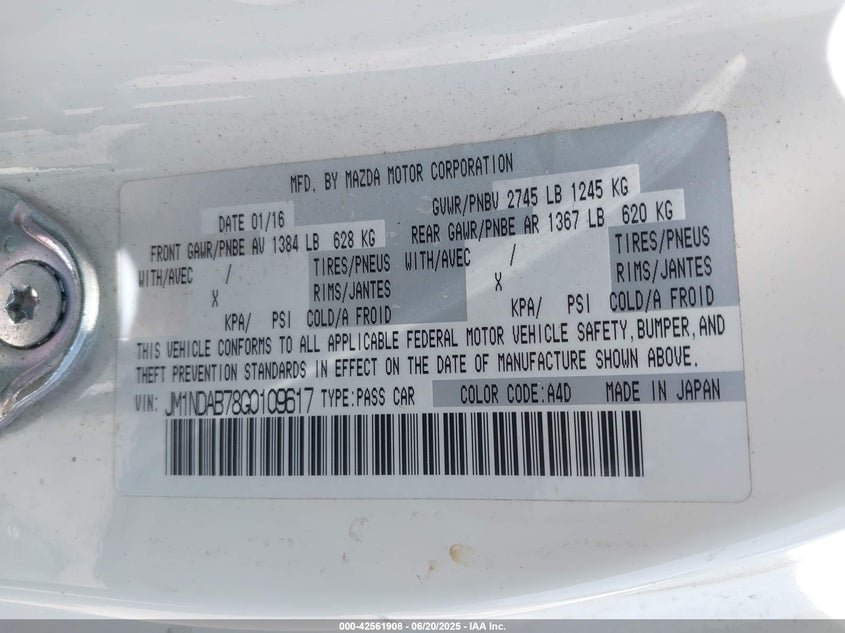 MFD. BY MAZDA MOTOR CORPORATION
DATE 01/16 GVWR/PNBV 2745 LB 1245 KG
FRONT GAWR/PNBE AV 1384 LB 628 KG REAR GAWR/PNBE AR 1367 LB 620 KG
WITH/AVEC / TIRES/PNEUS WITH/AVEC / TIRES/PNEUS
X RIMS/JANTES X RIMS/JANTES
KPA/ PSI COLD/A FROID KPA/ PSI COLD/A FROID
THIS VEHICLE CONFORMS TO ALL APPLICABLE FEDERAL MOTOR VEHICLE SAFETY, BUMPER, AND
THEFT PREVENTION STANDARDS IN EFFECT ON THE DATE OF MANUFACTURE SHOWN ABOVE.
VIN: JM1NDAB78G0109617 TYPE:PASS CAR COLOR CODE:A4D MADE IN JAPAN
000-42561908 - 06/20/2025 - IAA Inc.